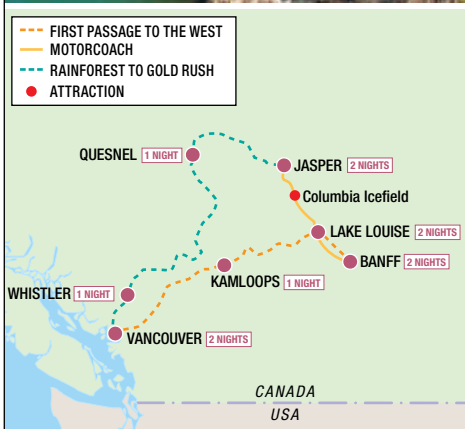 FIRST PASSAGE TO THE WEST
MOTORCOACH
RAINFOREST TO GOLD RUSH
ATTRACTION
QUESNEL 1 NIGHT
JASPER 2 NIGHTS
Columbia Icefield
LAKE LOUISE 2 NIGHTS
BANFF 2 NIGHTS
KAMLOOPS 1 NIGHT
WHISTLER 1 NIGHT
VANCOUVER 2 NIGHTS
CANADA
USA